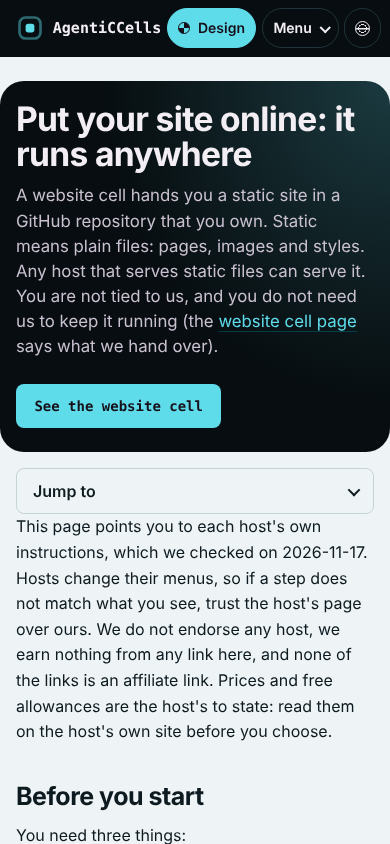 AgentiCCells
Design
Menu
Put your site online: it
runs anywhere
A website cell hands you a static site in a
GitHub repository that you own. Static
means plain files: pages, images and styles.
Any host that serves static files can serve it.
You are not tied to us, and you do not need
us to keep it running (the website cell page
says what we hand over).
See the website cell
Jump to
This page points you to each host's own
instructions, which we checked on 2026-11-17.
Hosts change their menus, so if a step does
not match what you see, trust the host's page
over ours. We do not endorse any host, we
earn nothing from any link here, and none of
the links is an affiliate link. Prices and free
allowances are the host's to state: read them
on the host's own site before you choose.
Before you start
You need three things: